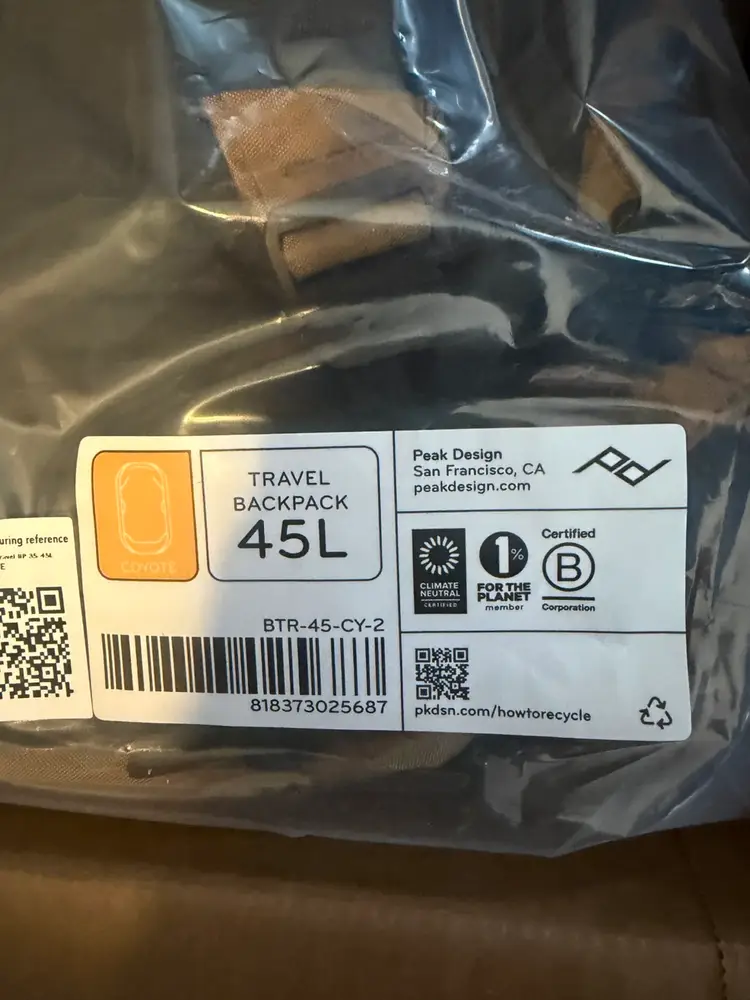 uring reference
COYOTE
TRAVEL
BACKPACK
45L
BTR-45-CY-2
818373025687
Peak Design
San Francisco, CA
peakdesign.com
pd
CLIMATE
NEUTRAL
CERTIFIED
1%
FOR THE
PLANET
member
Certified
B
Corporation
pkdsn.com/howtorecycle